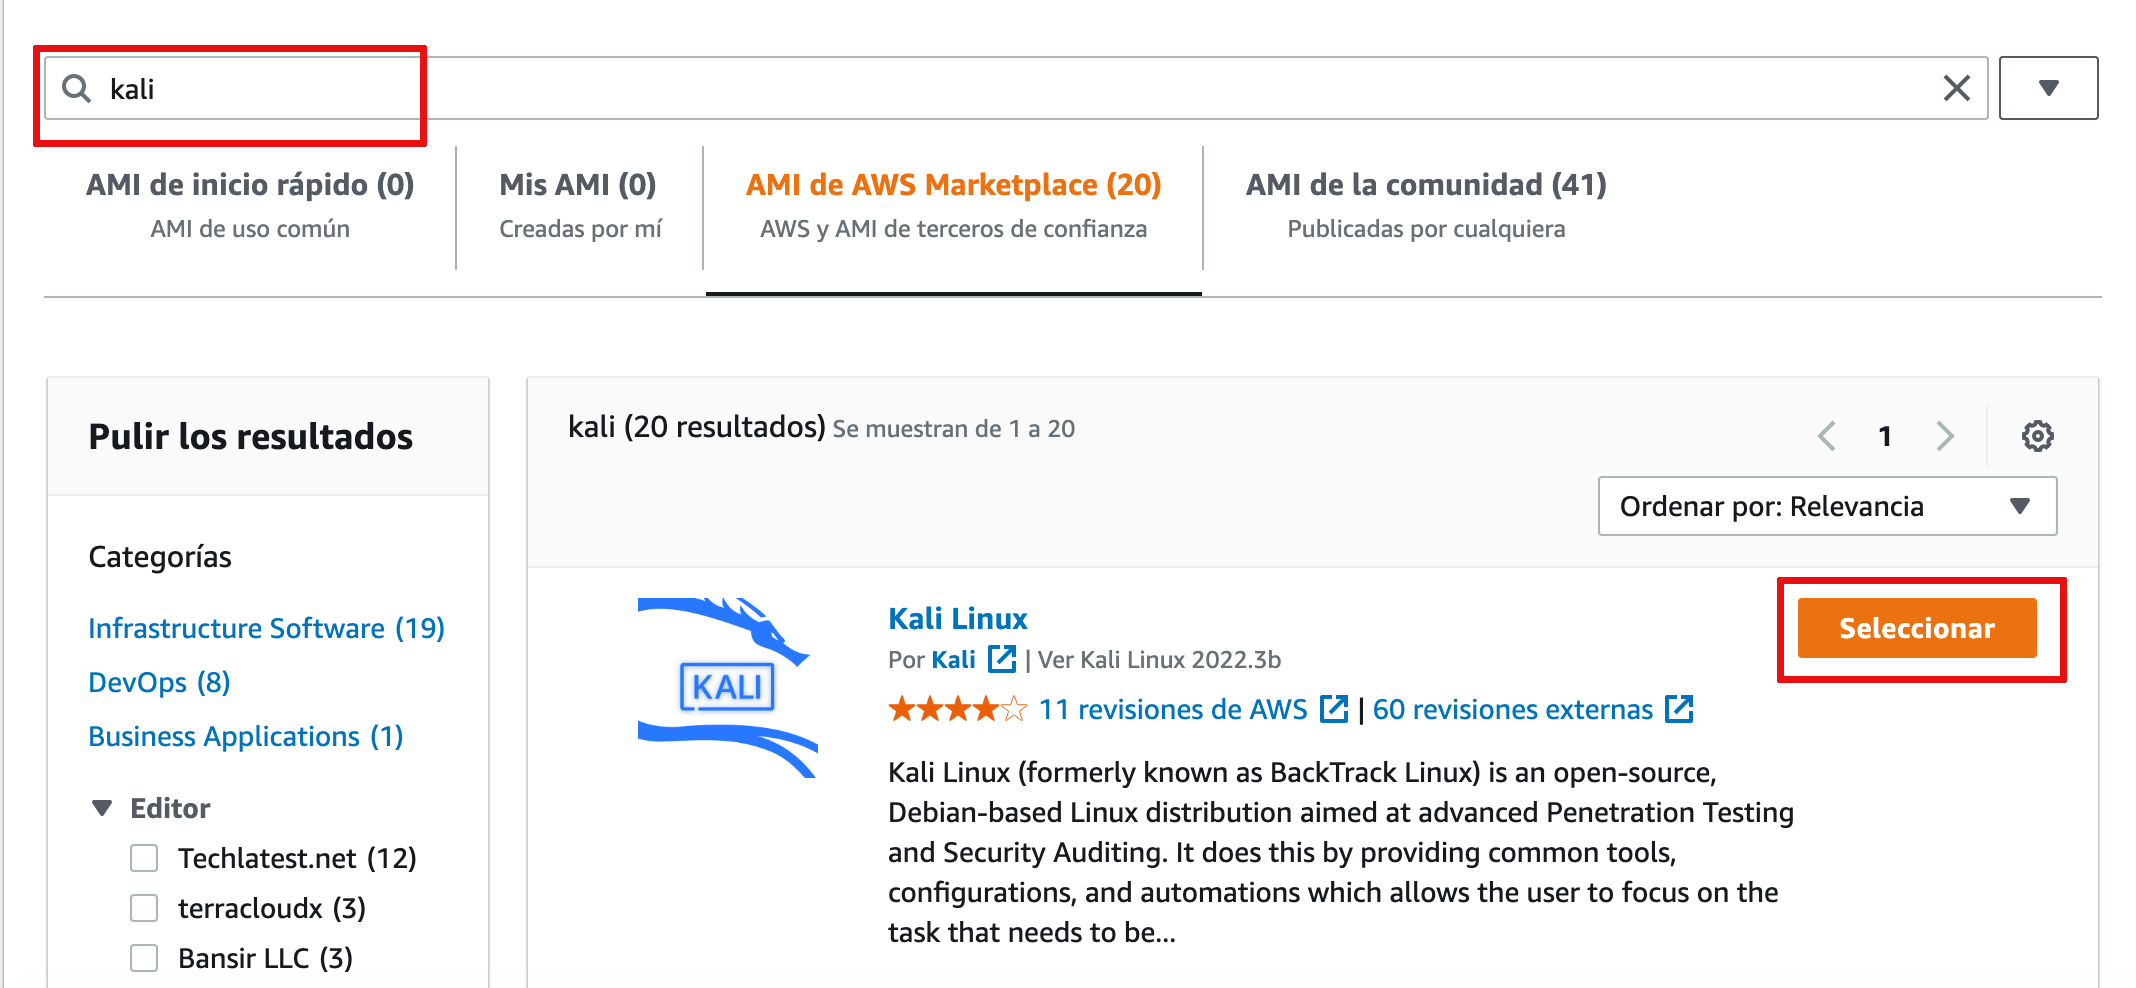 kali
AMI de inicio rápido (0)
AMI de uso común
Mis AMI (0)
Creadas por mí
AMI de AWS Marketplace (20)
AWS y AMI de terceros de confianza
AMI de la comunidad (41)
Publicadas por cualquiera
Pulir los resultados
Categorías
Infrastructure Software (19)
DevOps (8)
Business Applications (1)
Editor
Techlatest.net (12)
terracloudx (3)
Bansir LLC (3)
kali (20 resultados) Se muestran de 1 a 20
1
Ordenar por: Relevancia
KALI
Kali Linux
Seleccionar
Por Kali | Ver Kali Linux 2022.3b
11 revisiones de AWS | 60 revisiones externas
Kali Linux (formerly known as BackTrack Linux) is an open-source,
Debian-based Linux distribution aimed at advanced Penetration Testing
and Security Auditing. It does this by providing common tools,
configurations, and automations which allows the user to focus on the
task that needs to be...